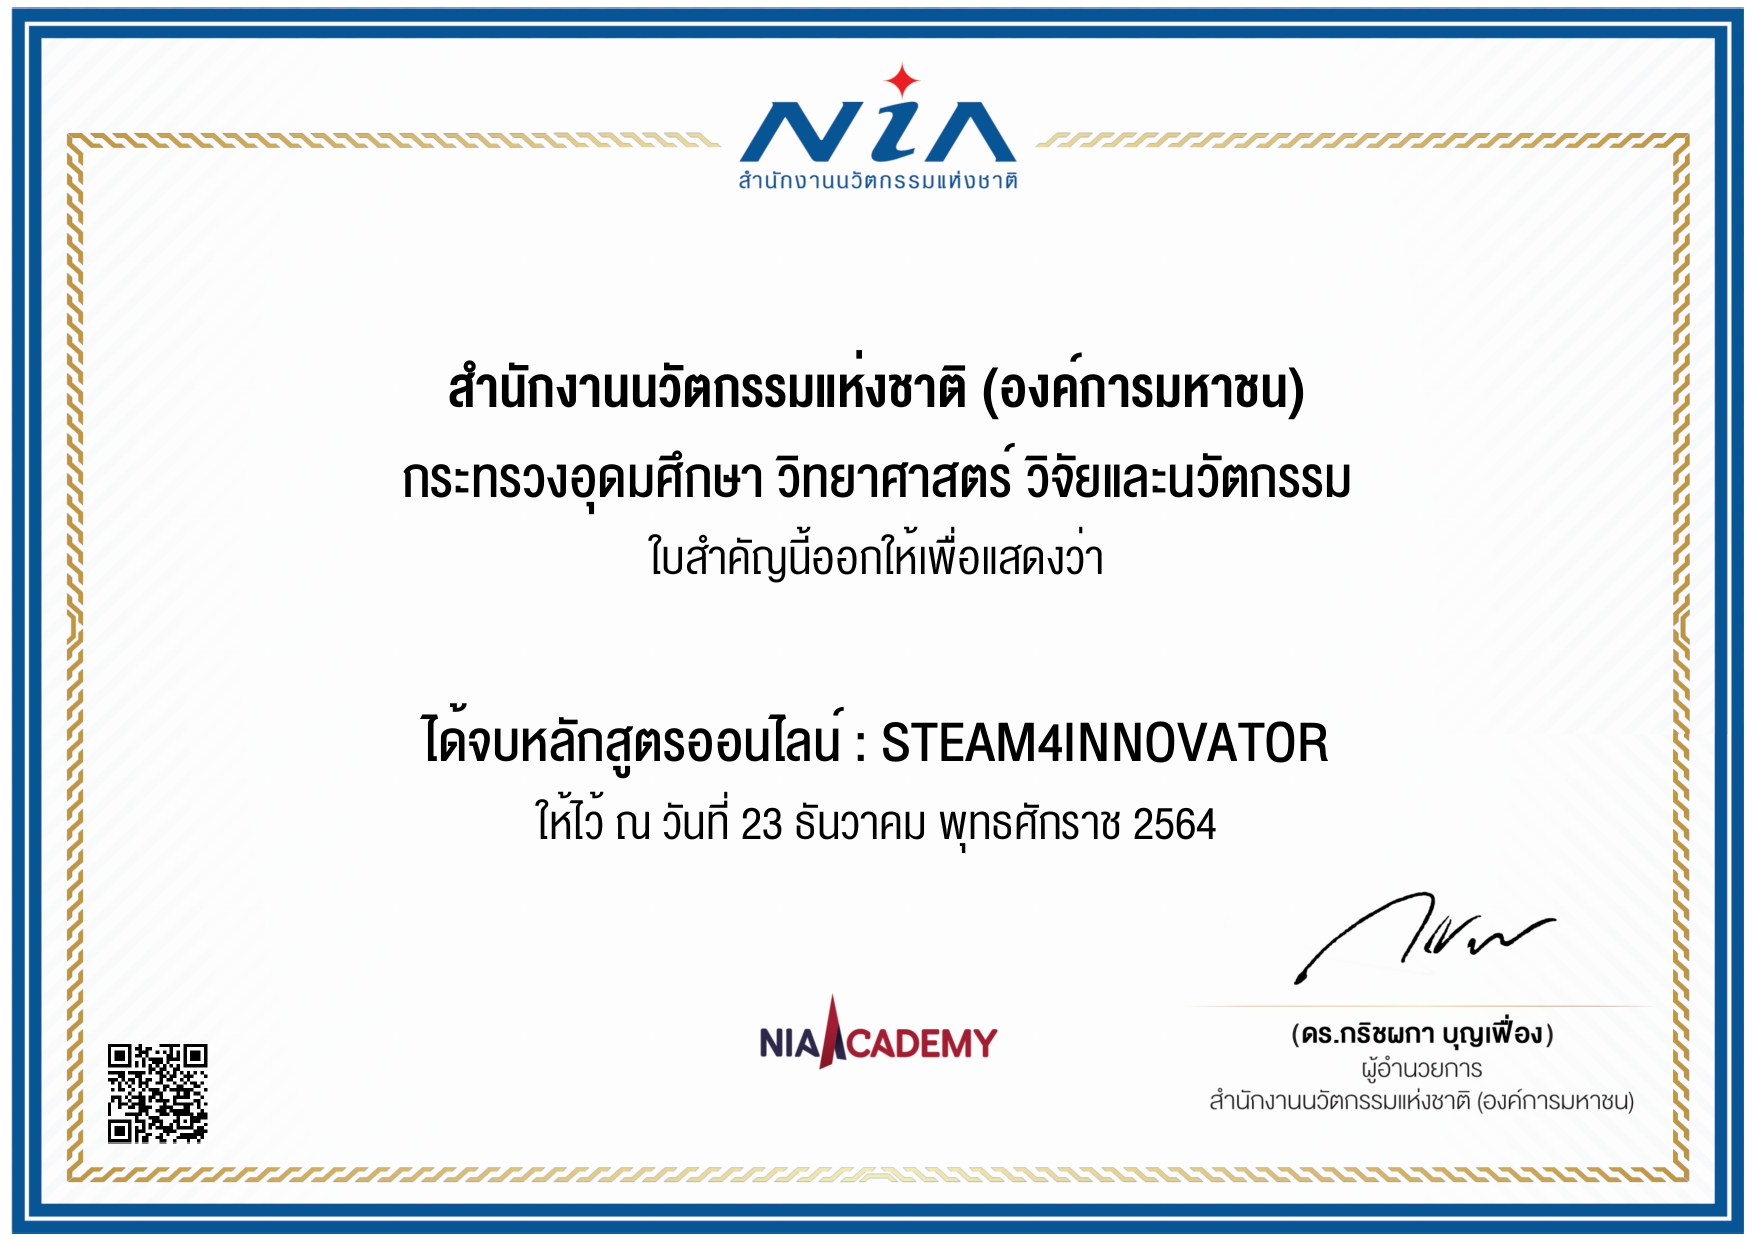 NiA
สำนักงานนวัตกรรมแห่งชาติ
สำนักงานนวัตกรรมแห่งชาติ (องค์การมหาชน)
กระทรวงอุดมศึกษา วิทยาศาสตร์ วิจัยและนวัตกรรม
ใบสำคัญนี้ออกให้เพื่อแสดงว่า
ได้จบหลักสูตรออนไลน์ : STEAM4INNOVATOR
ให้ไว้ ณ วันที่ 23 ธันวาคม พุทธศักราช 2564
NIA ACADEMY
(ดร.กริชผกา บุญเฟื่อง)
ผู้อำนวยการ
สำนักงานนวัตกรรมแห่งชาติ (องค์การมหาชน)